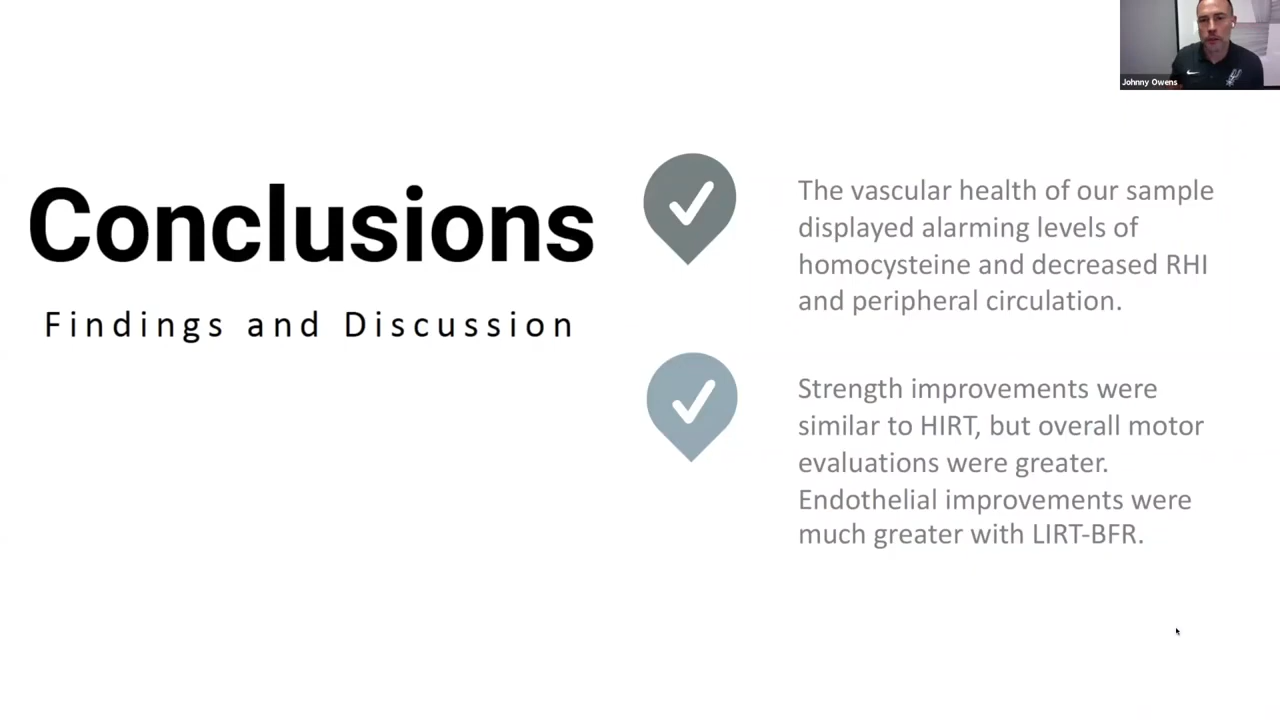 Johnny Owens
Conclusions
Findings and Discussion
The vascular health of our sample
displayed alarming levels of
homocysteine and decreased RHI
and peripheral circulation.
Strength improvements were
similar to HIRT, but overall motor
evaluations were greater.
Endothelial improvements were
much greater with LIRT-BFR.